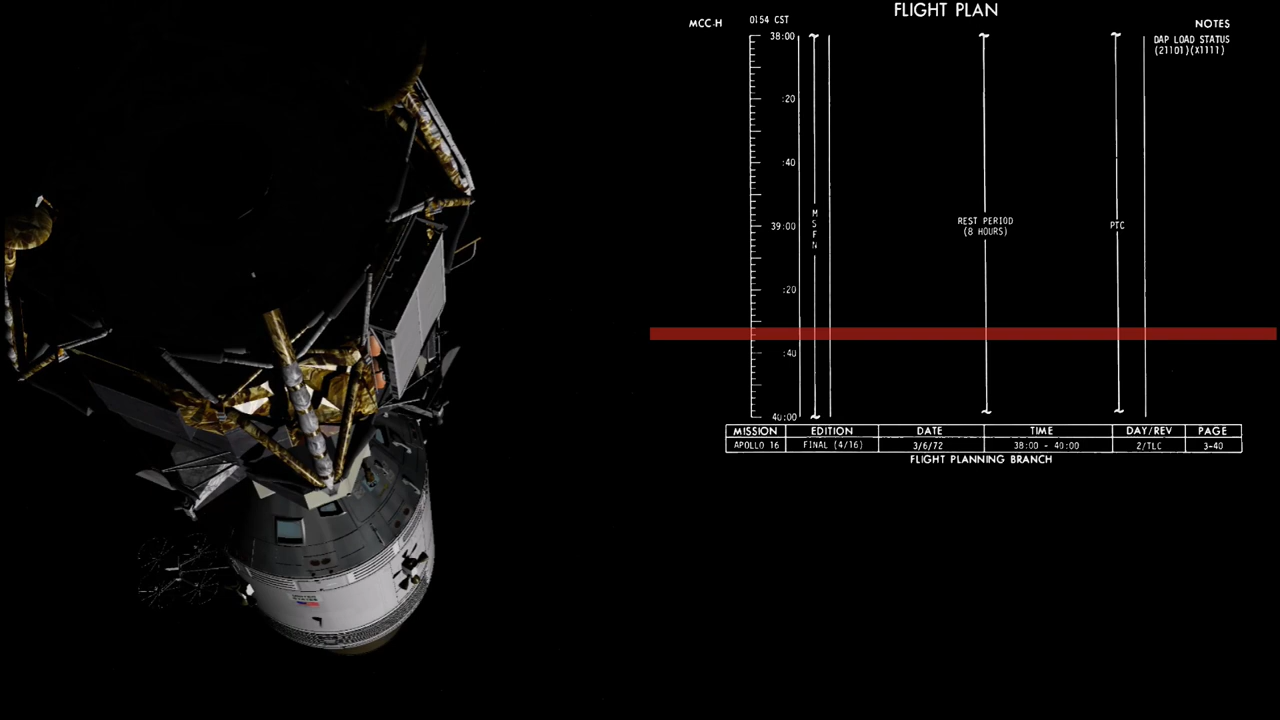 FLIGHT PLAN
MCC-H
0154 CST
NOTES
38:00
DAP LOAD STATUS
(21101)(X1111)
:20
:40
MSFN
39:00
REST PERIOD
(8 HOURS)
PTC
:20
:40
40:00
MISSION EDITION DATE TIME DAY/REV PAGE
APOLLO 16 FINAL (4/16) 3/6/72 38:00 - 40:00 2/TLC 3-40
FLIGHT PLANNING BRANCH